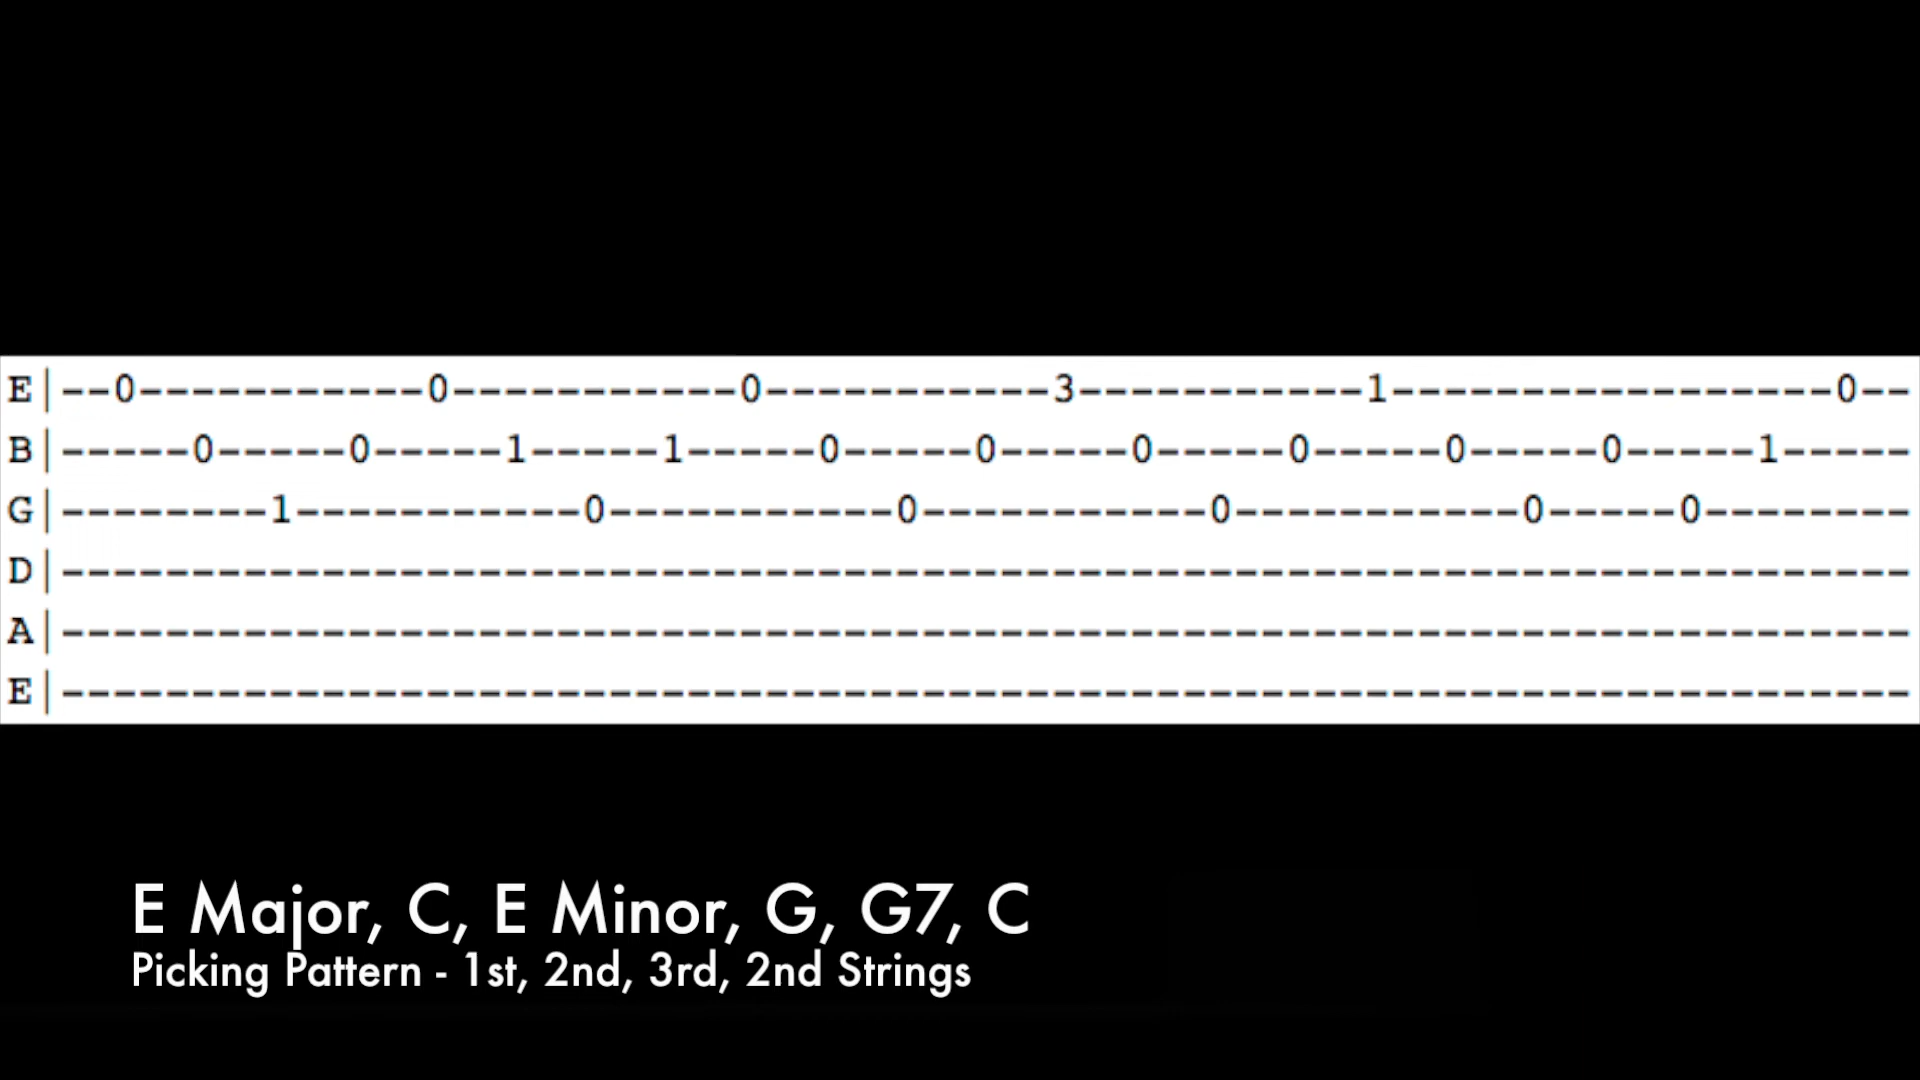 E|--0-----------0-----------0-----------3-----------1-----------------0--
B|-----0-----0-----1-----1-----0-----0-----0-----0-----0-----0-----1-----
G|--------1-----------0-----------0-----------0-----------0-----0--------
D|-----------------------------------------------------------------------
A|-----------------------------------------------------------------------
E|-----------------------------------------------------------------------
E Major, C, E Minor, G, G7, C
Picking Pattern - 1st, 2nd, 3rd, 2nd Strings